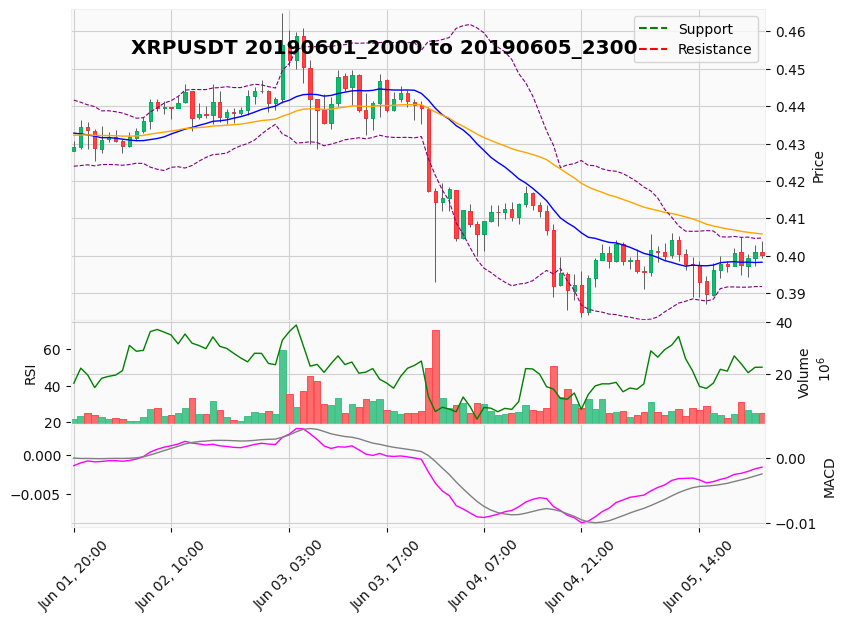 XRPUSDT 20190601_2000 to 20190605_2300
Support
Resistance
0.46
0.45
0.44
0.43
0.42
0.41
0.40
0.39
Price
60
40
20
RSI
40
20
Volume
10^6
0.000
−0.005
0.00
−0.01
MACD
Jun 01, 20:00
Jun 02, 10:00
Jun 03, 03:00
Jun 03, 17:00
Jun 04, 07:00
Jun 04, 21:00
Jun 05, 14:00